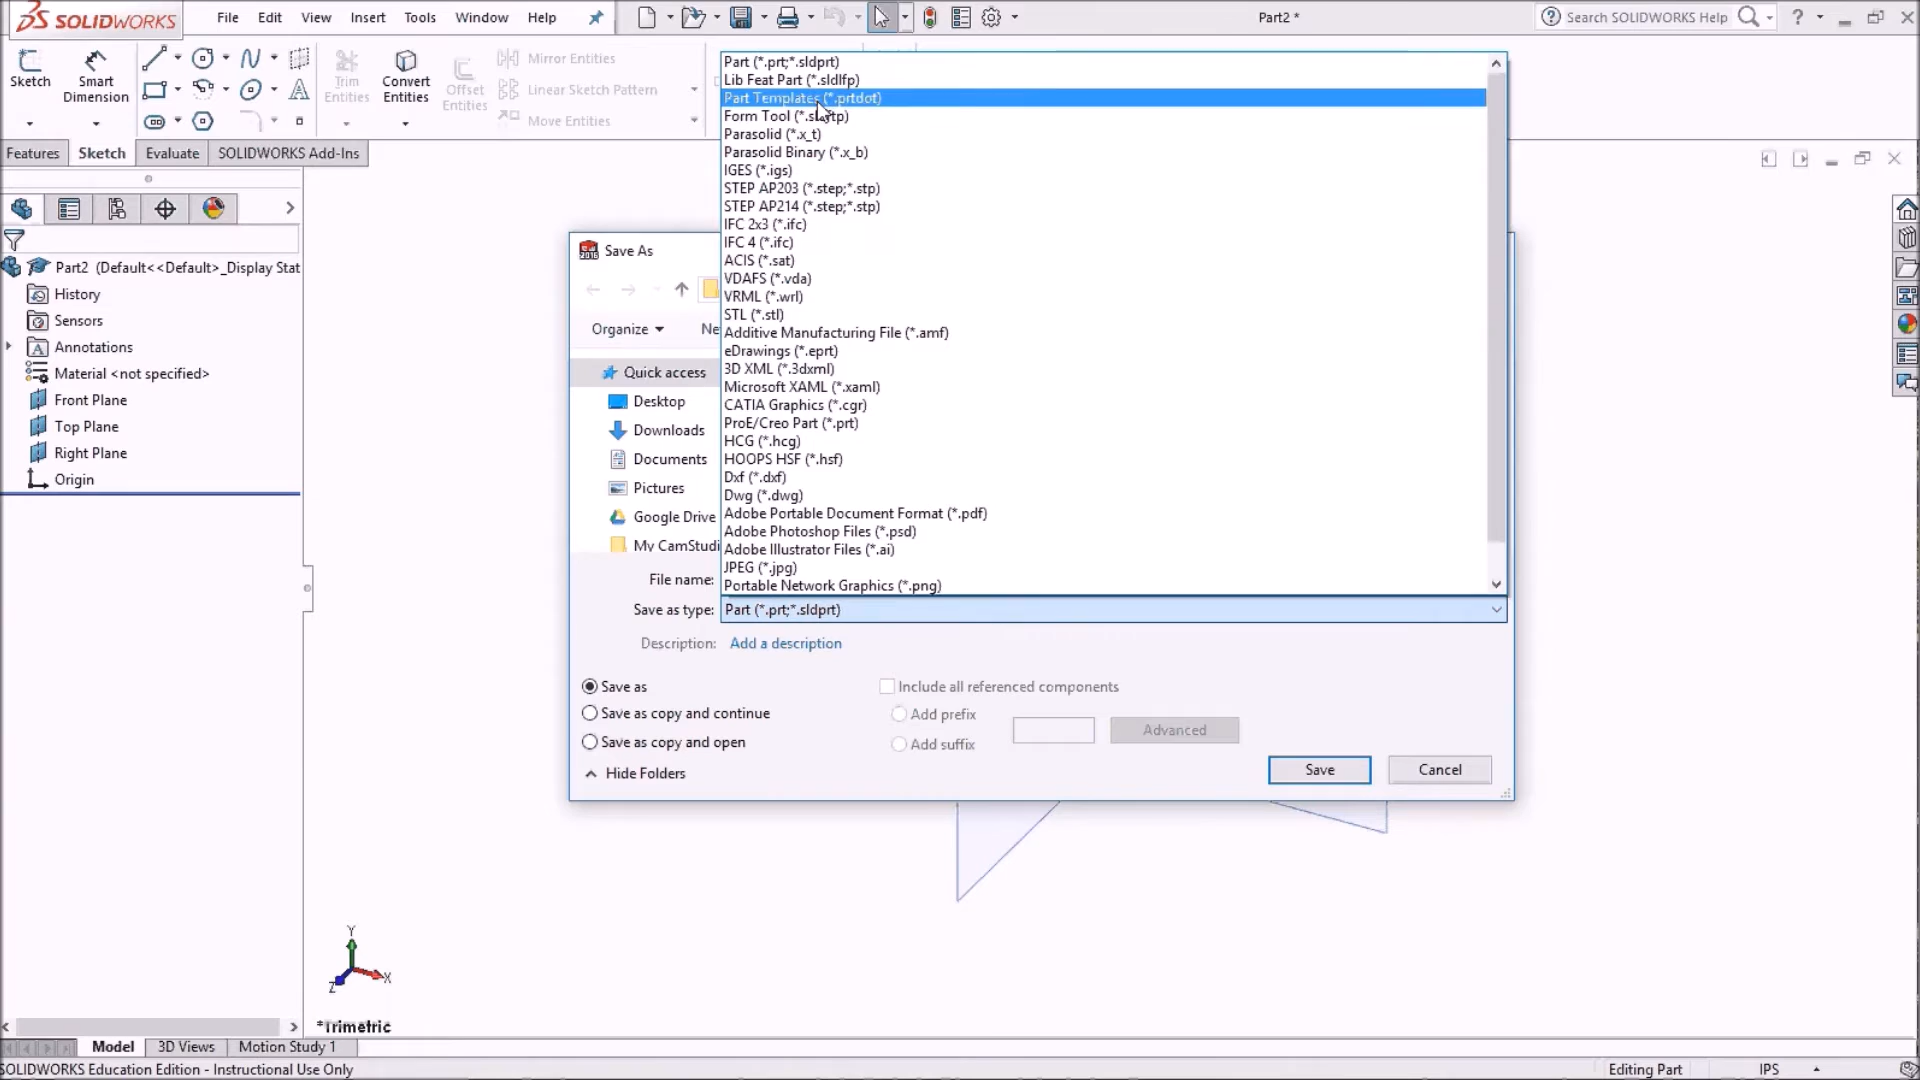 SOLIDWORKS File Edit View Insert Tools Window Help Part2 * Search SOLIDWORKS Help ?
Sketch Smart Dimension Trim Entities Convert Entities Offset Entities Mirror Entities
Linear Sketch Pattern
Move Entities
Features Sketch Evaluate SOLIDWORKS Add-Ins
Part2 (Default<<Default>_Display Stat
History
Sensors
Annotations
Material <not specified>
Front Plane
Top Plane
Right Plane
Origin
Part (*.prt;*.sldprt)
Lib Feat Part (*.sldlfp)
Part Templates (*.prtdot)
Form Tool (*.sldftp)
Parasolid (*.x_t)
Parasolid Binary (*.x_b)
IGES (*.igs)
STEP AP203 (*.step;*.stp)
STEP AP214 (*.step;*.stp)
IFC 2x3 (*.ifc)
IFC 4 (*.ifc)
ACIS (*.sat)
VDAFS (*.vda)
VRML (*.wrl)
STL (*.stl)
Additive Manufacturing File (*.amf)
eDrawings (*.eprt)
3D XML (*.3dxml)
Microsoft XAML (*.xaml)
CATIA Graphics (*.cgr)
ProE/Creo Part (*.prt)
HCG (*.hcg)
HOOPS HSF (*.hsf)
Dxf (*.dxf)
Dwg (*.dwg)
Adobe Portable Document Format (*.pdf)
Adobe Photoshop Files (*.psd)
Adobe Illustrator Files (*.ai)
JPEG (*.jpg)
Portable Network Graphics (*.png)
Save As
Organize Ne
Quick access
Desktop
Downloads
Documents
Pictures
Google Drive
My CamStudi
File name:
Save as type: Part (*.prt;*.sldprt)
Description: Add a description
Save as Include all referenced components
Save as copy and continue Add prefix
Save as copy and open Add suffix
Advanced
Hide Folders Save Cancel
Y
X
Z
*Trimetric
Model 3D Views Motion Study 1
SOLIDWORKS Education Edition - Instructional Use Only Editing Part IPS